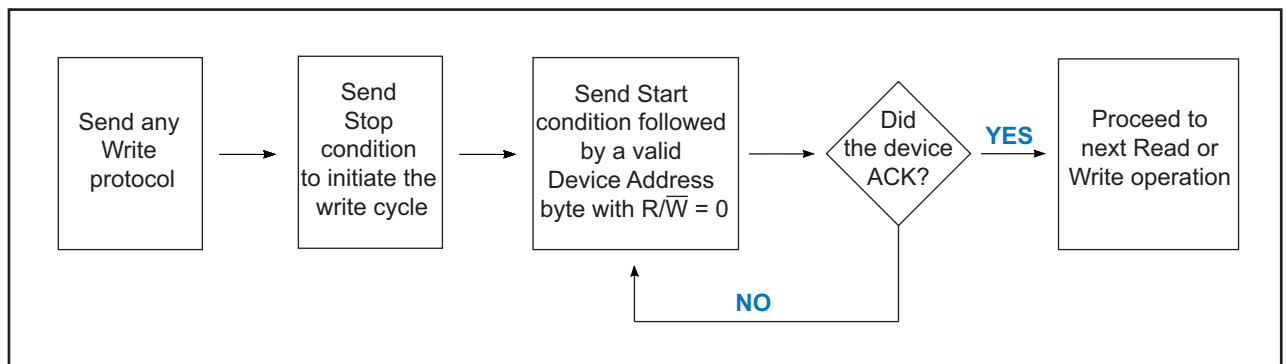 Send any
Write
protocol
Send
Stop
condition
to initiate the
write cycle
Send Start
condition followed
by a valid
Device Address
byte with R/W̅ = 0
Did
the device
ACK?
YES
NO
Proceed to
next Read or
Write operation